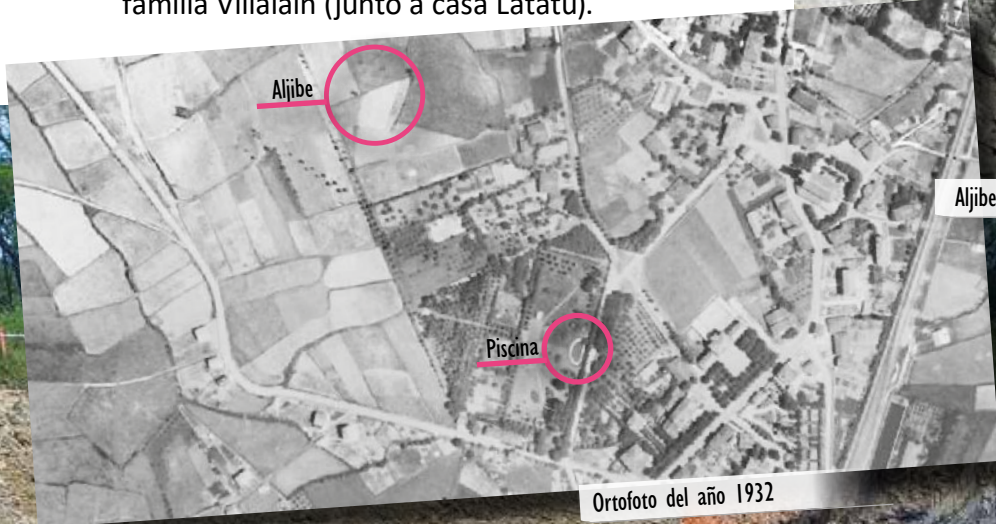 familia Villalaín (junto a casa Latatu).
Aljibe
Aljibe
Piscina
Ortofoto del año 1932